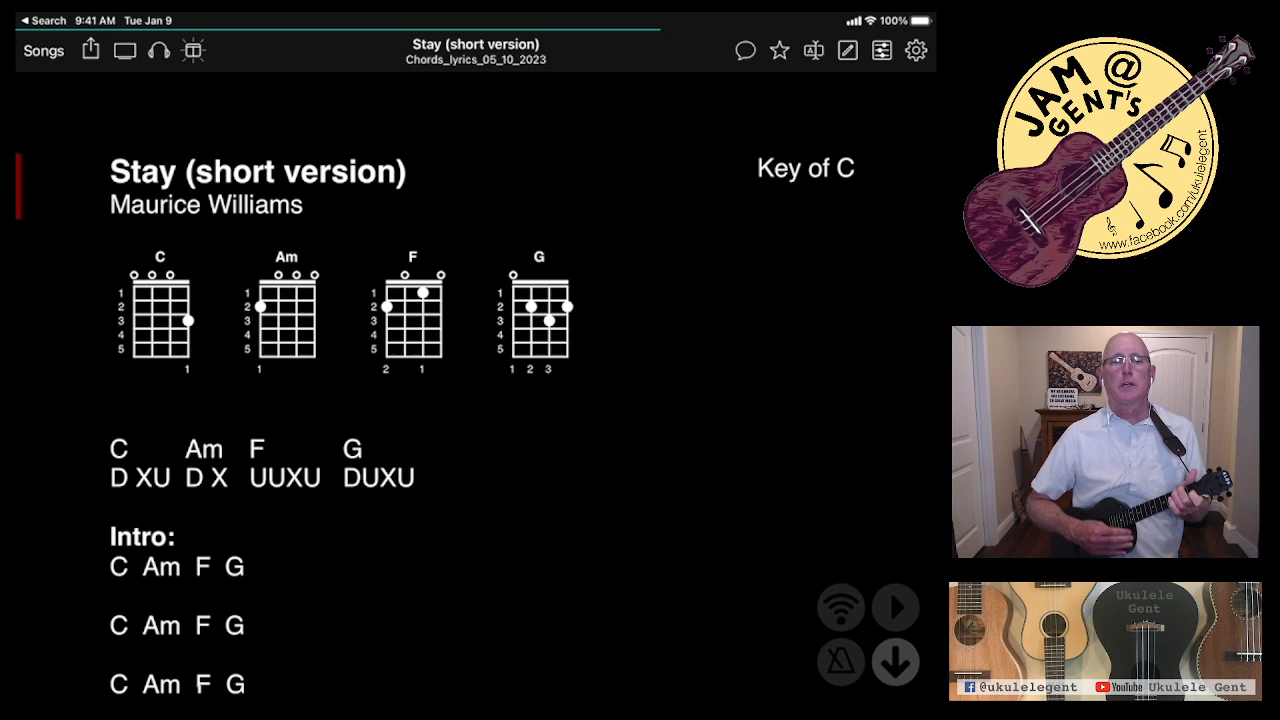 ◀ Search 9:41 AM Tue Jan 9 100%
Songs
Stay (short version)
Chords_lyrics_05_10_2023
Stay (short version)
Key of C
Maurice Williams
C Am F G
1 1 1 1
2 2 2 2
3 3 3 3
4 4 4 4
5 5 5 5
1 1 2 1 1 2 3
C Am F G
D XU D X UUXU DUXU
Intro:
C Am F G
C Am F G
C Am F G
JAM @
GENT'S
www.facebook.com/ukulelegent
Ukulele
Gent
@ukulelegent YouTube Ukulele Gent